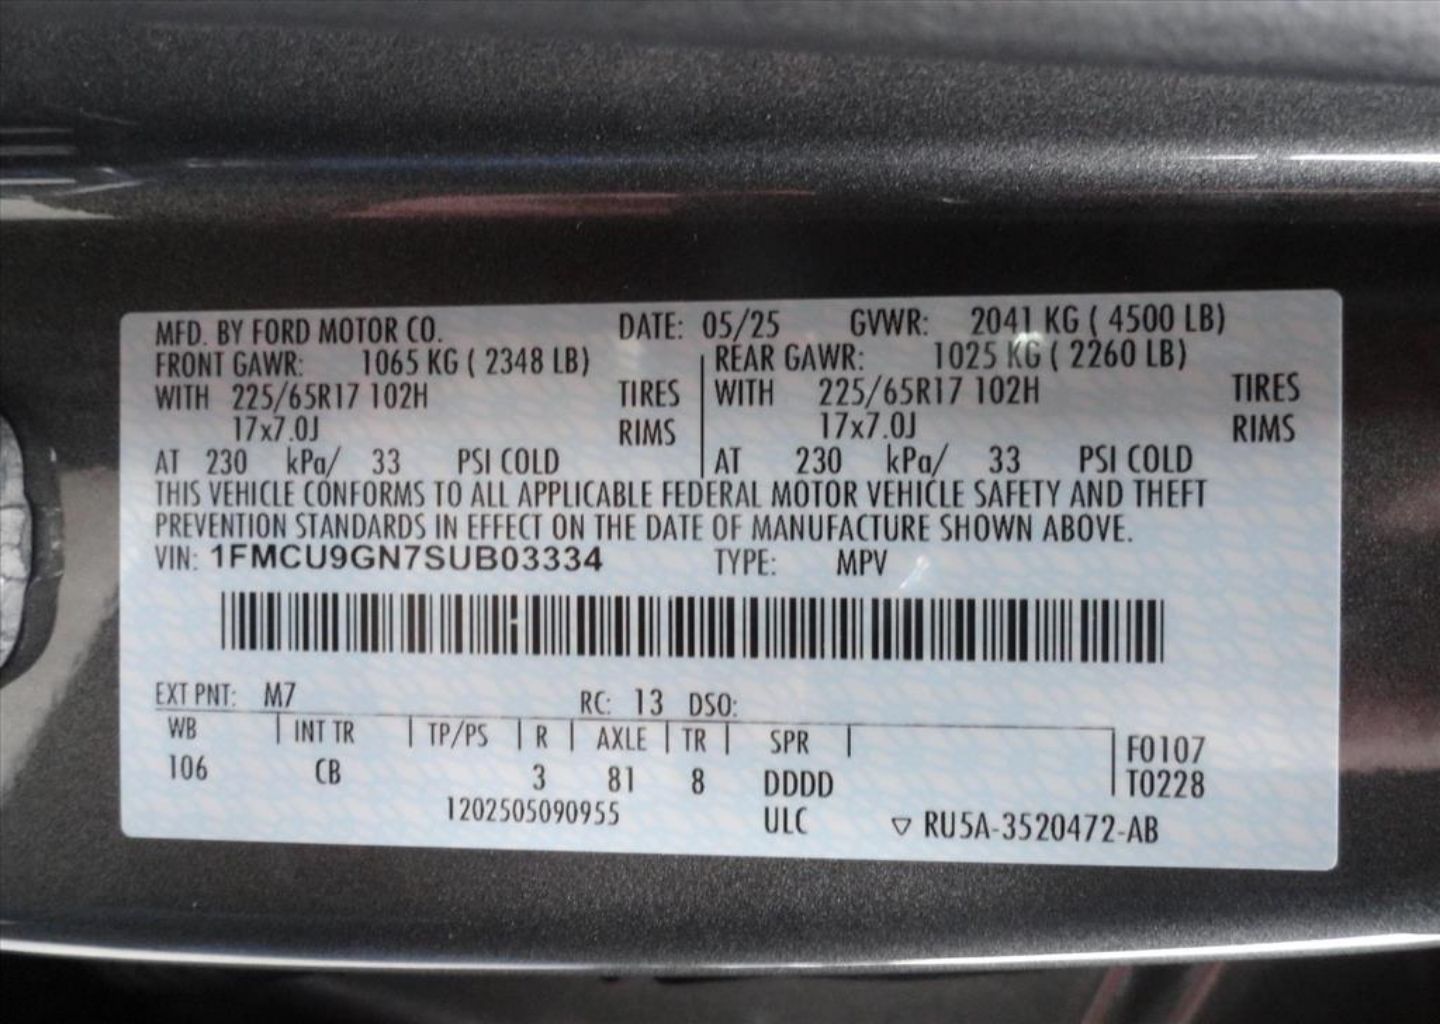 MFD. BY FORD MOTOR CO. DATE: 05/25 GVWR: 2041 KG ( 4500 LB)
FRONT GAWR: 1065 KG ( 2348 LB) REAR GAWR: 1025 KG ( 2260 LB)
WITH 225/65R17 102H TIRES WITH 225/65R17 102H TIRES
17x7.0J RIMS 17x7.0J RIMS
AT 230 kPa/ 33 PSI COLD AT 230 kPa/ 33 PSI COLD
THIS VEHICLE CONFORMS TO ALL APPLICABLE FEDERAL MOTOR VEHICLE SAFETY AND THEFT
PREVENTION STANDARDS IN EFFECT ON THE DATE OF MANUFACTURE SHOWN ABOVE.
VIN: 1FMCU9GN7SUB03334 TYPE: MPV
EXT PNT: M7 RC: 13 DSO:
WB INT TR TP/PS R AXLE TR SPR F0107
106 CB 3 81 8 DDDD T0228
1202505090955 ULC ▽ RU5A-3520472-AB